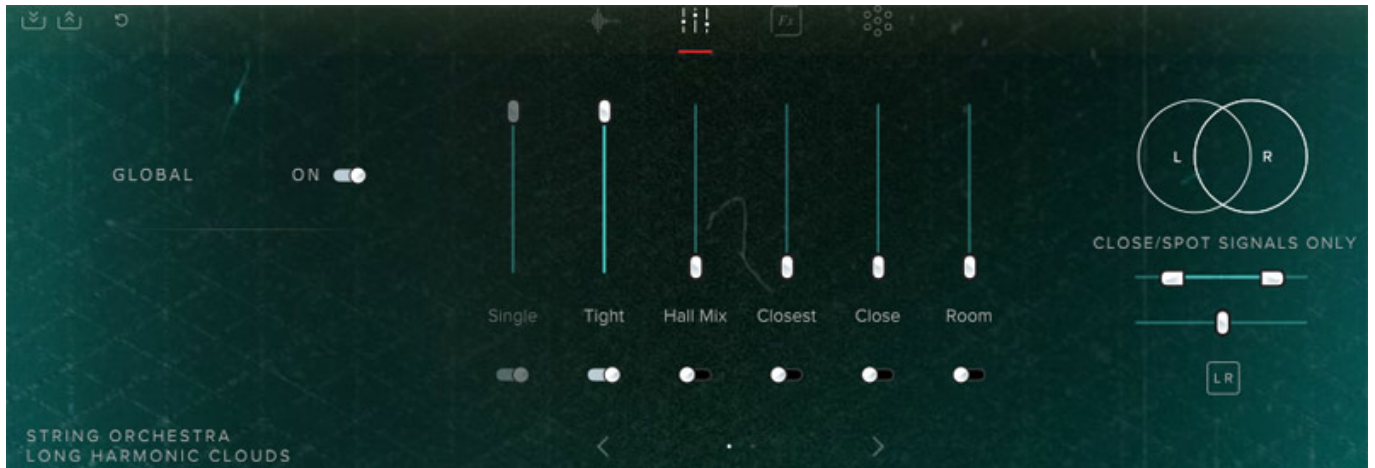 Fx
GLOBAL ON
L R
CLOSE/SPOT SIGNALS ONLY
Single Tight Hall Mix Closest Close Room
LR
STRING ORCHESTRA
LONG HARMONIC CLOUDS